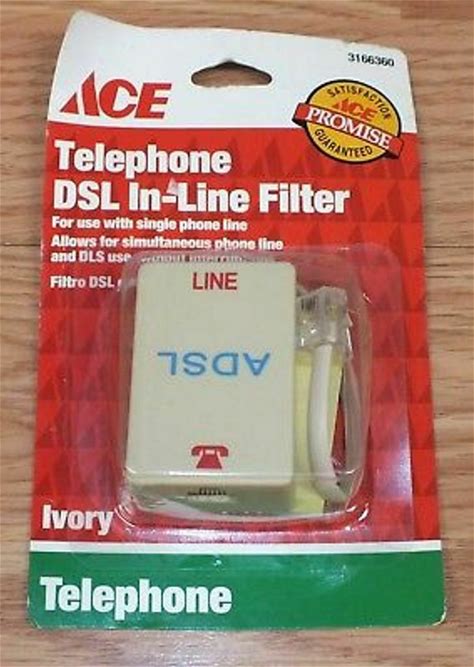 3166360
ACE
SATISFACTION
ACE
PROMISE
GUARANTEED
Telephone
DSL In-Line Filter
For use with single phone line
Allows for simultaneous phone line
and DLS use without
Filtro DSL
LINE
ADSL
Ivory
Telephone